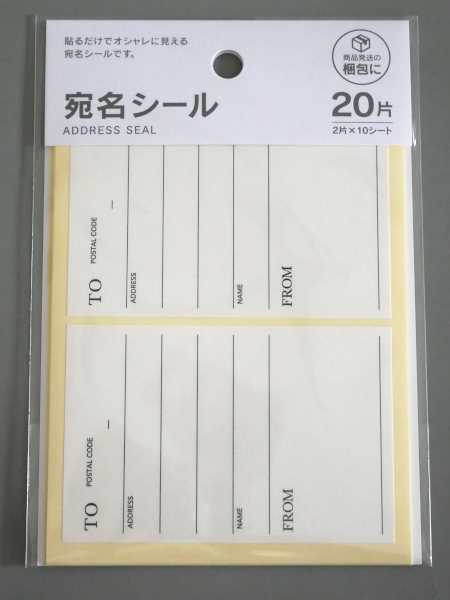 貼るだけでオシャレに見える
宛名シールです。
商品発送の
梱包に
宛名シール
ADDRESS SEAL
20片
2片×10シート
TO
POSTAL CODE
—
ADDRESS
NAME
FROM
TO
POSTAL CODE
—
ADDRESS
NAME
FROM